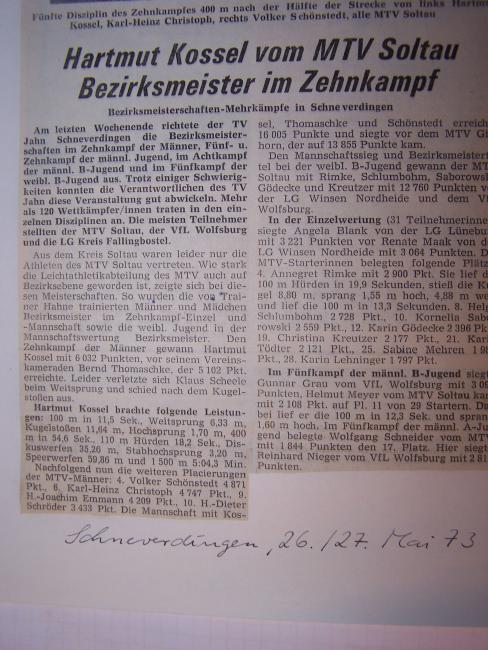 Fünfte Disziplin des Zehnkampfes 400 m nach der Hälfte der Strecke von links Hartmut
Kossel, Karl-Heinz Christoph, rechts Volker Schönstedt, alle MTV Soltau
Hartmut Kossel vom MTV Soltau
Bezirksmeister im Zehnkampf
Bezirksmeisterschaften-Mehrkämpfe in Schneverdingen
Am letzten Wochenende richtete der TV
Jahn Schneverdingen die Bezirksmeister-
schaften im Zehnkampf der Männer, Fünf- u.
Zehnkampf der männl. Jugend, im Achtkampf
der männl. B-Jugend und im Fünfkampf der
weibl. B-Jugend aus. Trotz einiger Schwierig-
keiten konnten die Verantwortlichen des TV
Jahn diese Veranstaltung gut abwickeln. Mehr
als 120 Wettkämpfer/innen traten in den ein-
zelnen Disziplinen an. Die meisten Teilnehmer
stellten der MTV Soltau, der VfL Wolfsburg
und die LG Kreis Fallingbostel.
Aus dem Kreis Soltau waren leider nur die
Athleten des MTV Soltau vertreten. Wie stark
die Leichtathletikabteilung des MTV auch auf
Bezirksebene geworden ist, zeigte sich bei die-
sen Meisterschaften. So wurden die von Trai-
ner Hahne trainierten Männer und Mädchen
Bezirksmeister im Zehnkampf-Einzel und
-Mannschaft sowie die weibl. Jugend in der
Mannschaftswertung Bezirksmeister. Den
Zehnkampf der Männer gewann Hartmut
Kossel mit 6 032 Punkten, vor seinem Vereins-
kameraden Bernd Thomaschke, der 5 102 Pkt.
erreichte. Leider verletzte sich Klaus Scheele
beim Weitsprung und schied nach dem Kugel-
stoßen aus.
Hartmut Kossel brachte folgende Leistun-
gen: 100 m in 11,5 Sek., Weitsprung 6,33 m,
Kugelstoßen 11,64 m, Hochsprung 1,70 m, 400
m in 54,6 Sek., 110 m Hürden 18,2 Sek., Dis-
kuswerfen 35,26 m, Stabhochsprung 3,20 m,
Speerwerfen 59,86 m und 1 500 m 5:04,3 Min.
Nachfolgend nun die weiteren Placierungen
der MTV-Männer: 4. Volker Schönstedt 4 871
Pkt., 6. Karl-Heinz Christoph 4 747 Pkt., 9.
H.-Joachim Emmann 4 209 Pkt., 10. H.-Dieter
Schröder 3 433 Pkt. Die Mannschaft mit Kos-
sel, Thomaschke und Schönstedt erreich
16 005 Punkte und siegte vor dem MTV Gi
horn, der auf 13 855 Punkte kam.
Den Mannschaftssieg und Bezirksmeister
tel bei der weibl. B-Jugend gewann der MT
Soltau mit Rimke, Schlumbohm, Saborowsk
Gödecke und Kreutzer mit 12 760 Punkten v
der LG Winsen Nordheide und dem Vf
Wolfsburg.
In der Einzelwertung (31 Teilnehmerinne
siegte Angela Blank von der LG Lünebu
mit 3 221 Punkten vor Renate Maak von d
LG Winsen Nordheide mit 3 064 Punkten. D
MTV-Starterinnen belegten folgende Plätz
4. Annegret Rimke mit 2 900 Pkt. Sie lief d
100 m Hürden in 19,9 Sekunden, stieß die Ku
gel 8,80 m, sprang 1,55 m hoch, 4,88 m we
und lief die 100 m in 13,3 Sekunden, 8. Helg
Schlumbohm 2 728 Pkt., 10. Kornelia Sabo
rowski 2 559 Pkt., 12. Karin Gödecke 2 396 Pk
19. Christina Kreutzer 2 177 Pkt., 21. Kari
Tödter 2 121 Pkt., 25. Sabine Mehren 1 98
Pkt., 28. Karin Lehninger 1 797 Pkt.
Im Fünfkampf der männl. B-Jugend siegt
Gunnar Grau vom VfL Wolfsburg mit 3 09
Punkten, Helmut Meyer vom MTV Soltau kam
mit 2 108 Pkt. auf Pl. 11 von 29 Startern. D
bei lief er die 100 m in 12,3 Sek. und spran
1,60 m hoch. Im Fünfkampf der männl. A-Ju
gend belegte Wolfgang Schneider vom MTV
mit 1 844 Punkten den 17. Platz. Hier siegt
Reinhard Nieger vom VfL Wolfsburg mit 2 81
Punkten.
Schneverdingen, 26./27. Mai 73